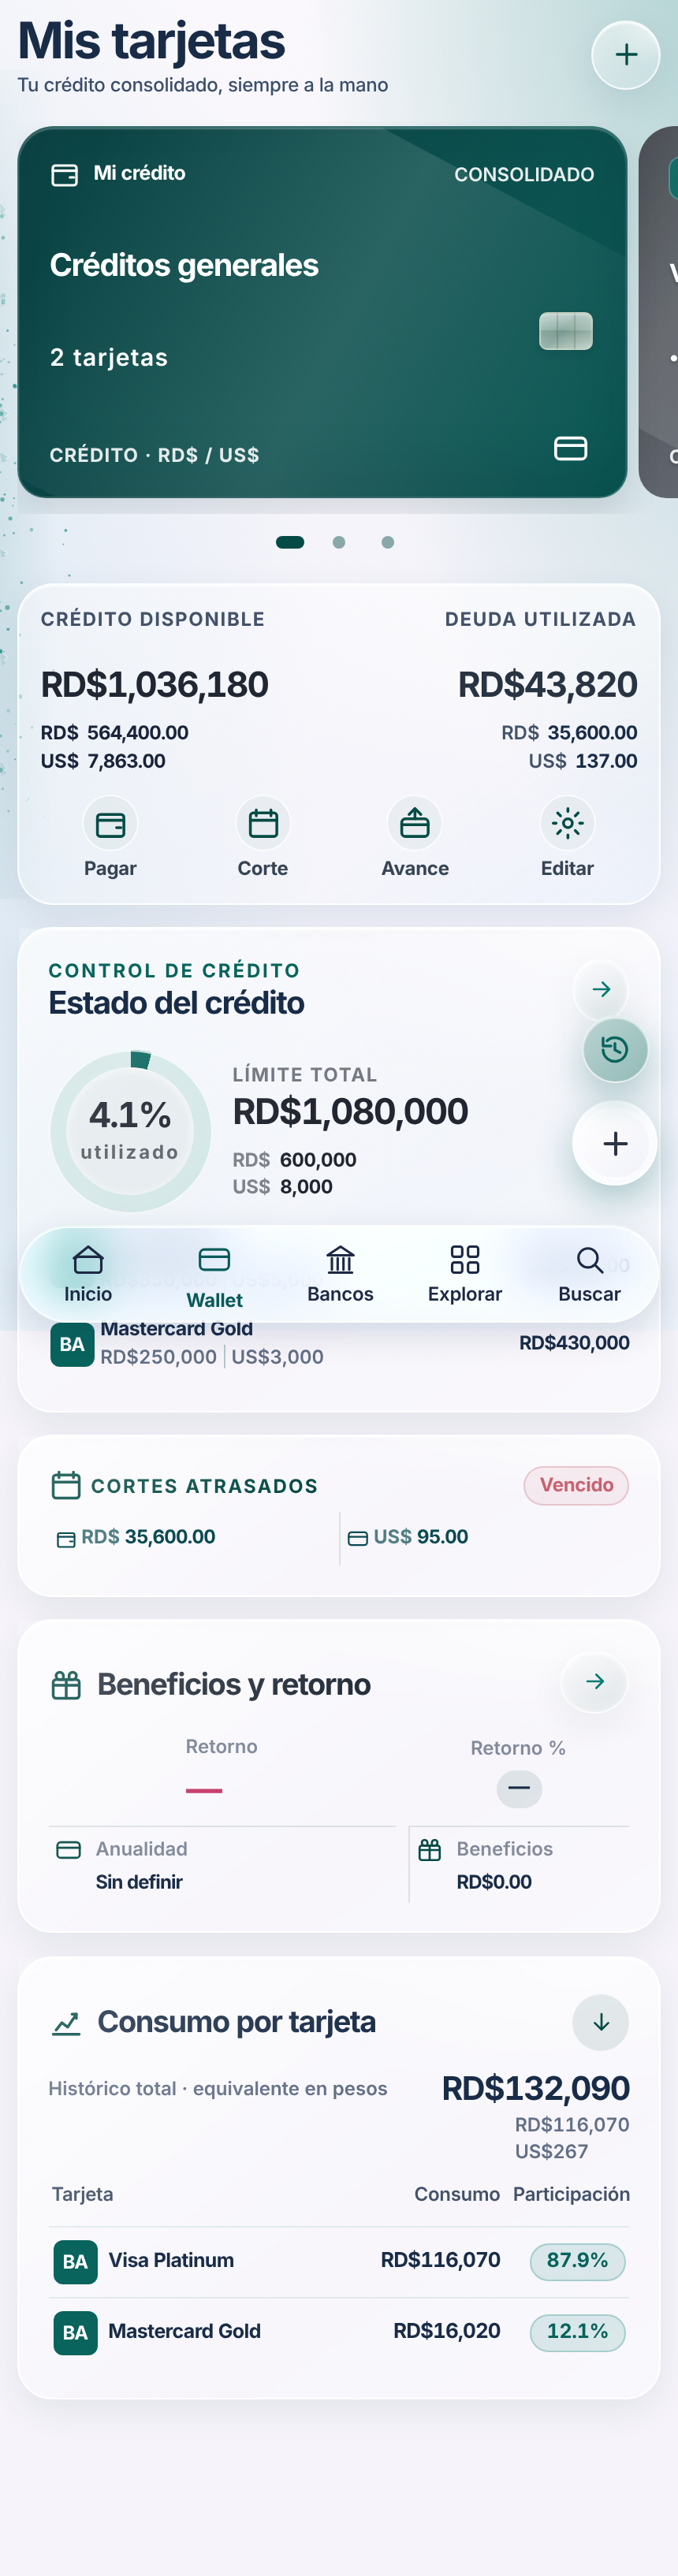 Mis tarjetas
Tu crédito consolidado, siempre a la mano
Mi crédito
CONSOLIDADO
Créditos generales
2 tarjetas
CRÉDITO · RD$ / US$
CRÉDITO DISPONIBLE
DEUDA UTILIZADA
RD$1,036,180
RD$43,820
RD$ 564,400.00
RD$ 35,600.00
US$ 7,863.00
US$ 137.00
Pagar
Corte
Avance
Editar
CONTROL DE CRÉDITO
Estado del crédito
4.1%
utilizado
LÍMITE TOTAL
RD$1,080,000
RD$ 600,000
US$ 8,000
Inicio
Wallet
Bancos
Explorar
Buscar
BA
Mastercard Gold
RD$250,000 | US$3,000
RD$430,000
CORTES ATRASADOS
Vencido
RD$ 35,600.00
US$ 95.00
Beneficios y retorno
Retorno
Retorno %
—
—
Anualidad
Sin definir
Beneficios
RD$0.00
Consumo por tarjeta
Histórico total · equivalente en pesos
RD$132,090
RD$116,070
US$267
Tarjeta Consumo Participación
BA Visa Platinum RD$116,070 87.9%
BA Mastercard Gold RD$16,020 12.1%